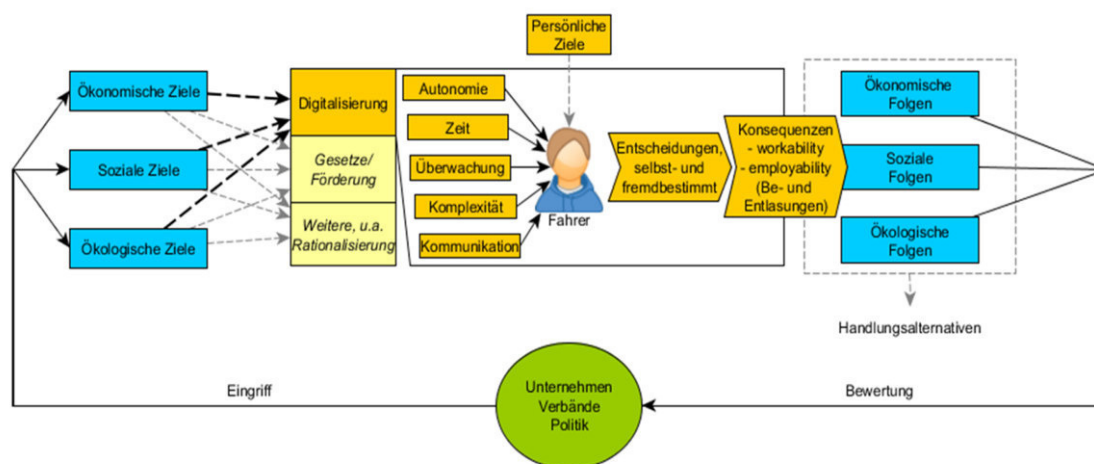 Persönliche
Ziele
Ökonomische Ziele
Soziale Ziele
Ökologische Ziele
Digitalisierung
Gesetze/
Förderung
Weitere, u.a.
Rationalisierung
Autonomie
Zeit
Überwachung
Komplexität
Kommunikation
Fahrer
Entscheidungen,
selbst- und
fremdbestimmt
Konsequenzen
- workability
- employability
(Be- und
Entlasungen)
Ökonomische
Folgen
Soziale
Folgen
Ökologische
Folgen
Handlungsalternativen
Eingriff
Unternehmen
Verbände
Politik
Bewertung